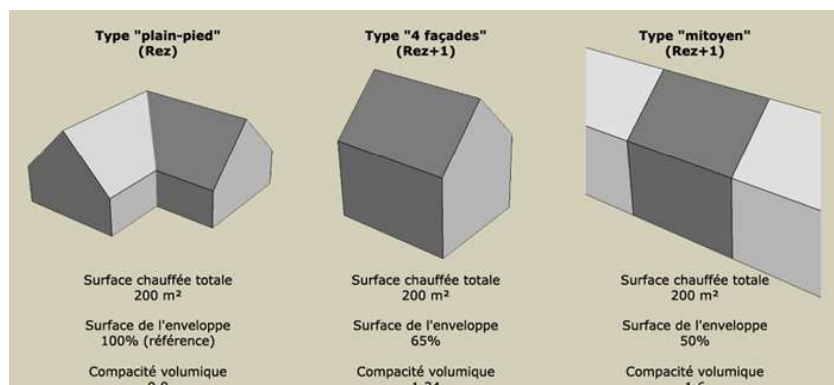 Type "plain-pied"
(Rez)
Type "4 façades"
(Rez+1)
Type "mitoyen"
(Rez+1)
Surface chauffée totale
200 m²
Surface chauffée totale
200 m²
Surface chauffée totale
200 m²
Surface de l'enveloppe
100% (référence)
Surface de l'enveloppe
65%
Surface de l'enveloppe
50%
Compacité volumique
Compacité volumique
Compacité volumique